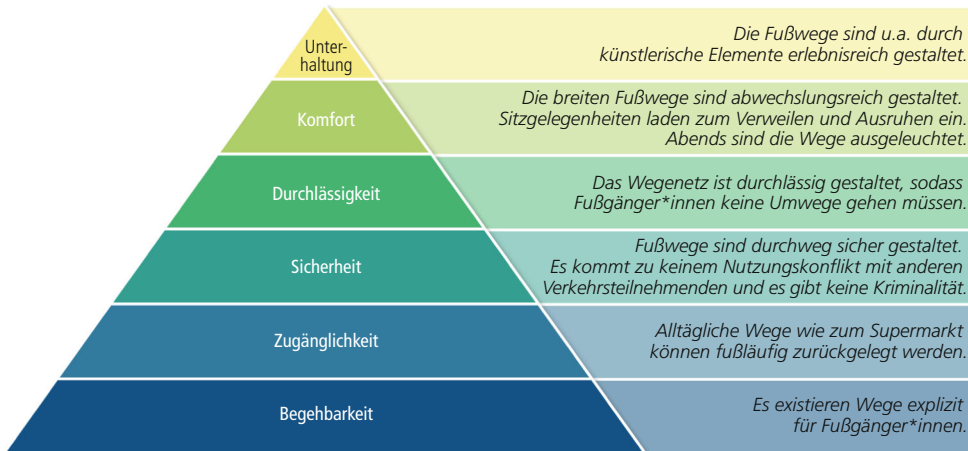 Unter-
haltung
Die Fußwege sind u.a. durch
künstlerische Elemente erlebnisreich gestaltet.
Komfort
Die breiten Fußwege sind abwechslungsreich gestaltet.
Sitzgelegenheiten laden zum Verweilen und Ausruhen ein.
Abends sind die Wege ausgeleuchtet.
Durchlässigkeit
Das Wegenetz ist durchlässig gestaltet, sodass
Fußgänger*innen keine Umwege gehen müssen.
Sicherheit
Fußwege sind durchweg sicher gestaltet.
Es kommt zu keinem Nutzungskonflikt mit anderen
Verkehrsteilnehmenden und es gibt keine Kriminalität.
Zugänglichkeit
Alltägliche Wege wie zum Supermarkt
können fußläufig zurückgelegt werden.
Begehbarkeit
Es existieren Wege explizit
für Fußgänger*innen.